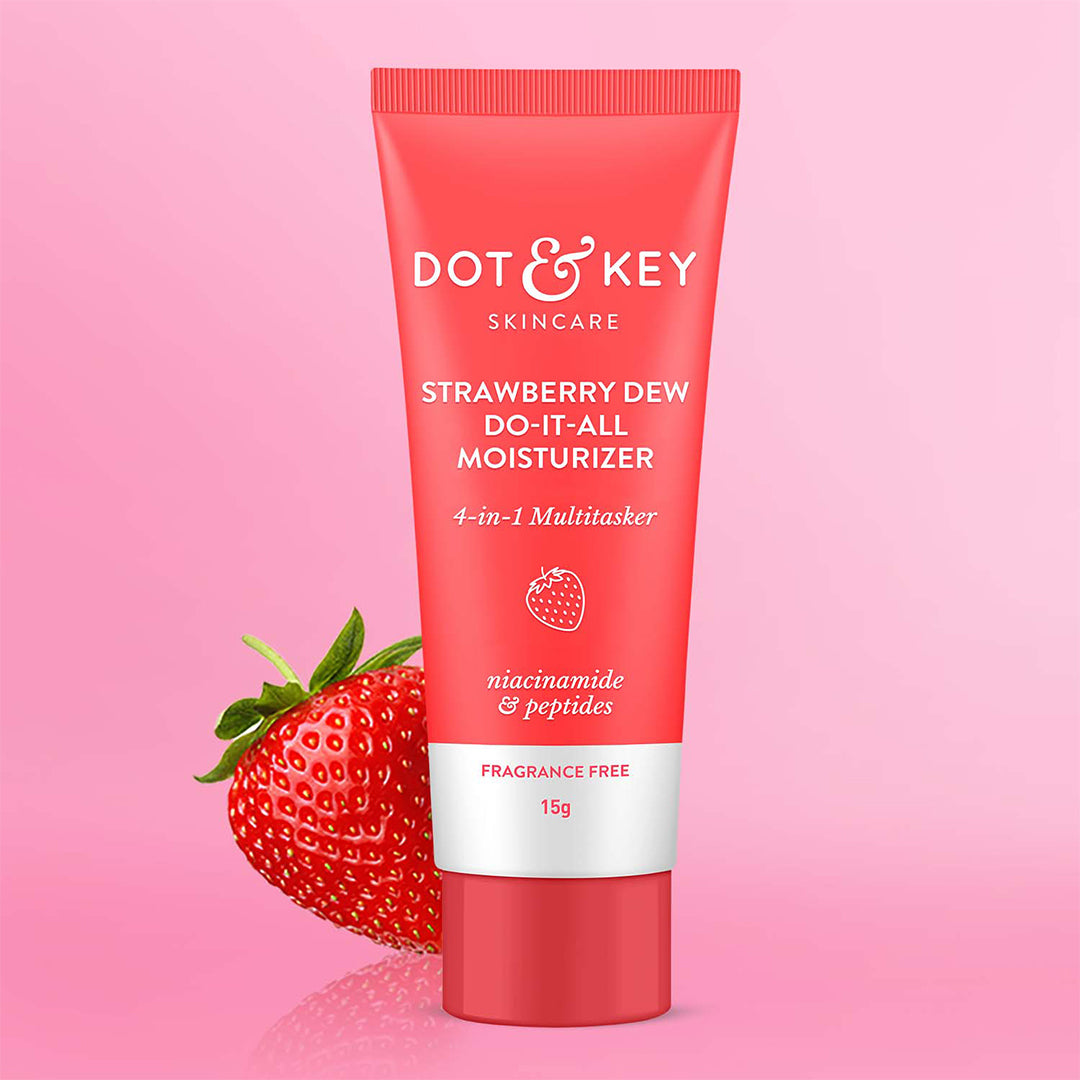 DOT & KEY
SKINCARE
STRAWBERRY DEW
DO-IT-ALL
MOISTURIZER
4-in-1 Multitasker
niacinamide
& peptides
FRAGRANCE FREE
15g